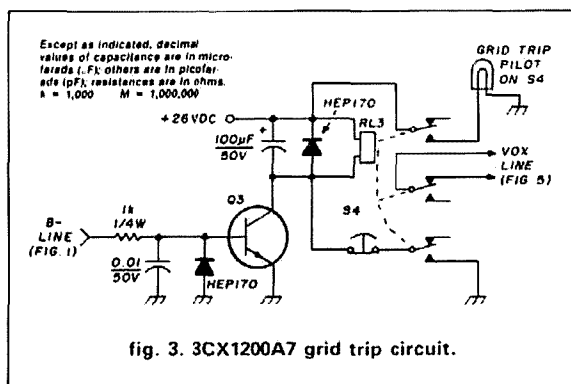 Except as indicated, decimal
values of capacitance are in micro-
farads (µF); others are in picofar-
ads (pF); resistances are in ohms.
k = 1,000   M = 1,000,000
GRID TRIP
PILOT
ON S4
HEP170
+26VDC
RL3
100µF
50V
VOX
LINE
(FIG 5)
Q3
S4
1k
1/4W
B-
LINE
(FIG. 1)
0.01
50V
HEP170
fig. 3. 3CX1200A7 grid trip circuit.